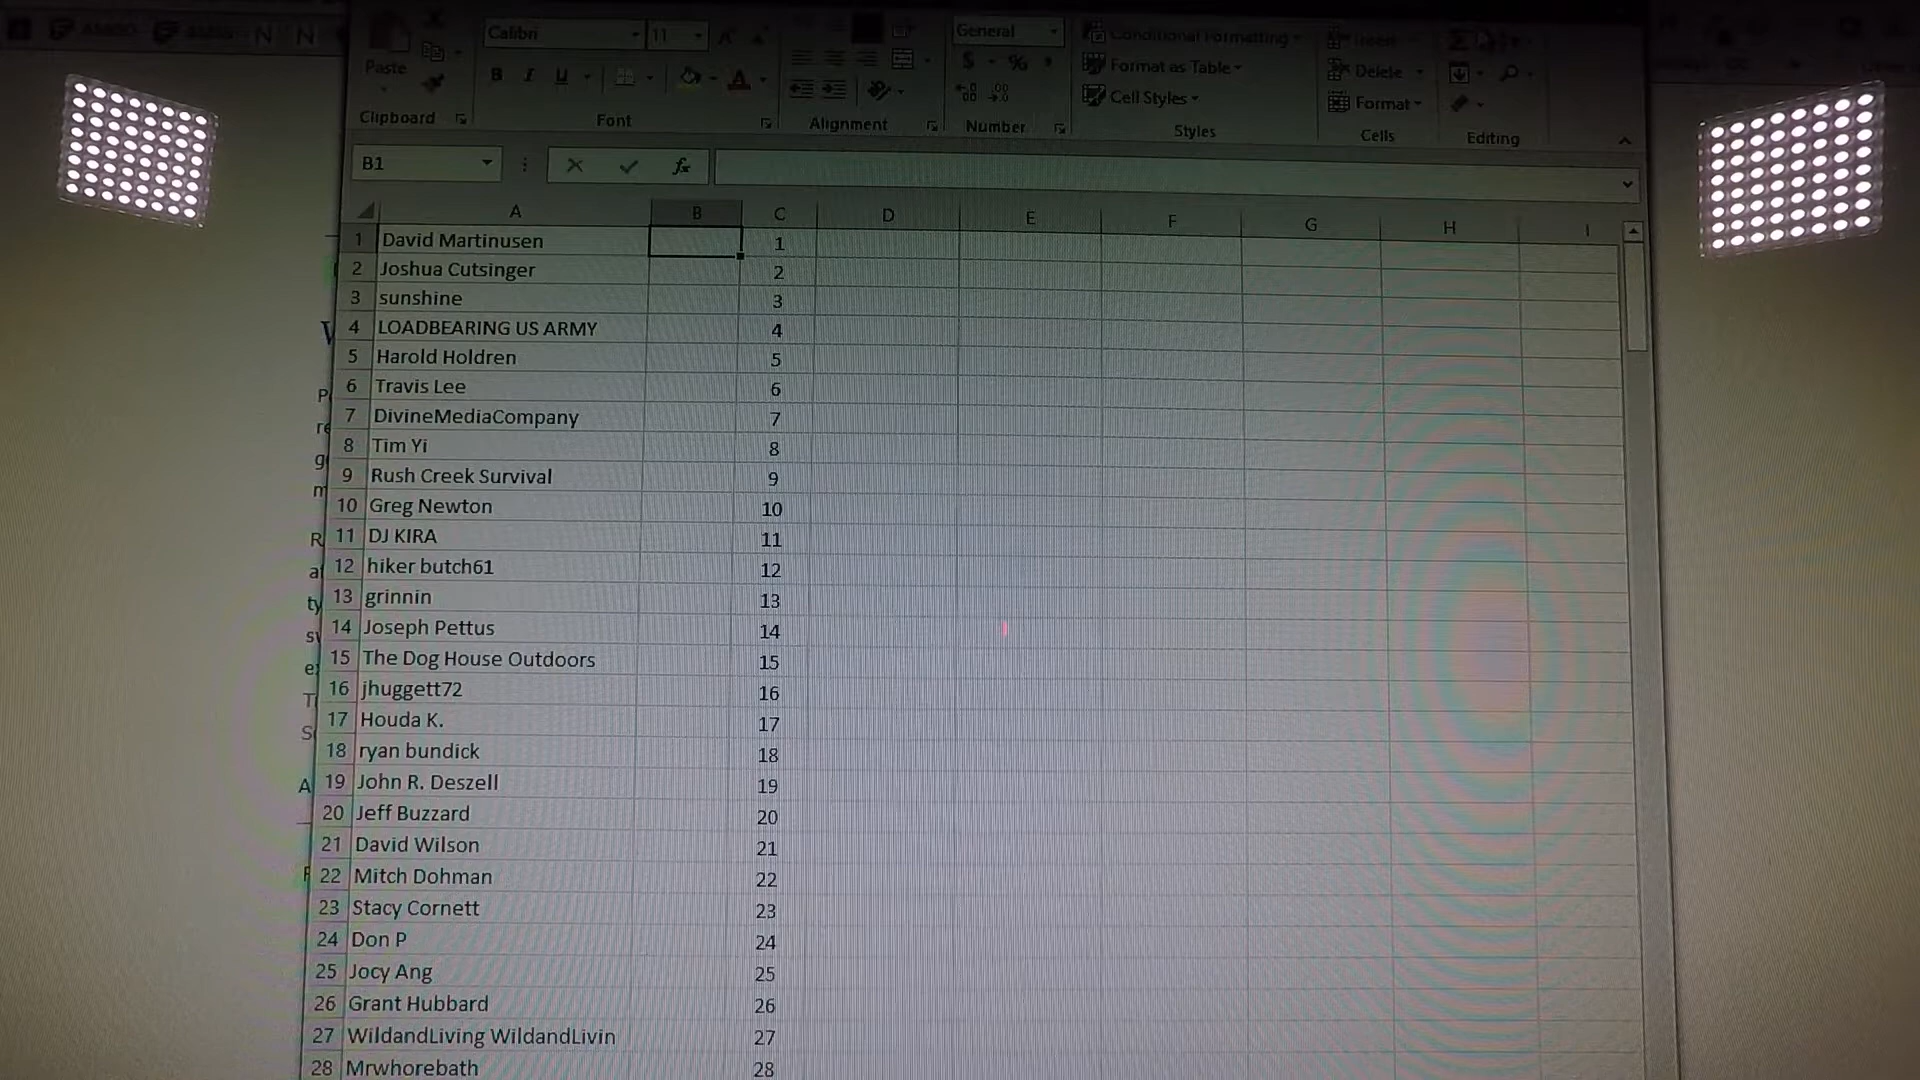 Calibri 11 General Conditional Formatting
Paste B I U $ % Format as Table Delete
Cell Styles Format
Clipboard Font Alignment Number Styles Cells Editing
B1 fx
A B C D E F G H I
1 David Martinusen 1
2 Joshua Cutsinger 2
3 sunshine 3
4 LOADBEARING US ARMY 4
5 Harold Holdren 5
6 Travis Lee 6
7 DivineMediaCompany 7
8 Tim Yi 8
9 Rush Creek Survival 9
10 Greg Newton 10
11 DJ KIRA 11
12 hiker butch61 12
13 grinnin 13
14 Joseph Pettus 14
15 The Dog House Outdoors 15
16 jhuggett72 16
17 Houda K. 17
18 ryan bundick 18
19 John R. Deszell 19
20 Jeff Buzzard 20
21 David Wilson 21
22 Mitch Dohman 22
23 Stacy Cornett 23
24 Don P 24
25 Jocy Ang 25
26 Grant Hubbard 26
27 WildandLiving WildandLivin 27
28 Mrwhorebath 28